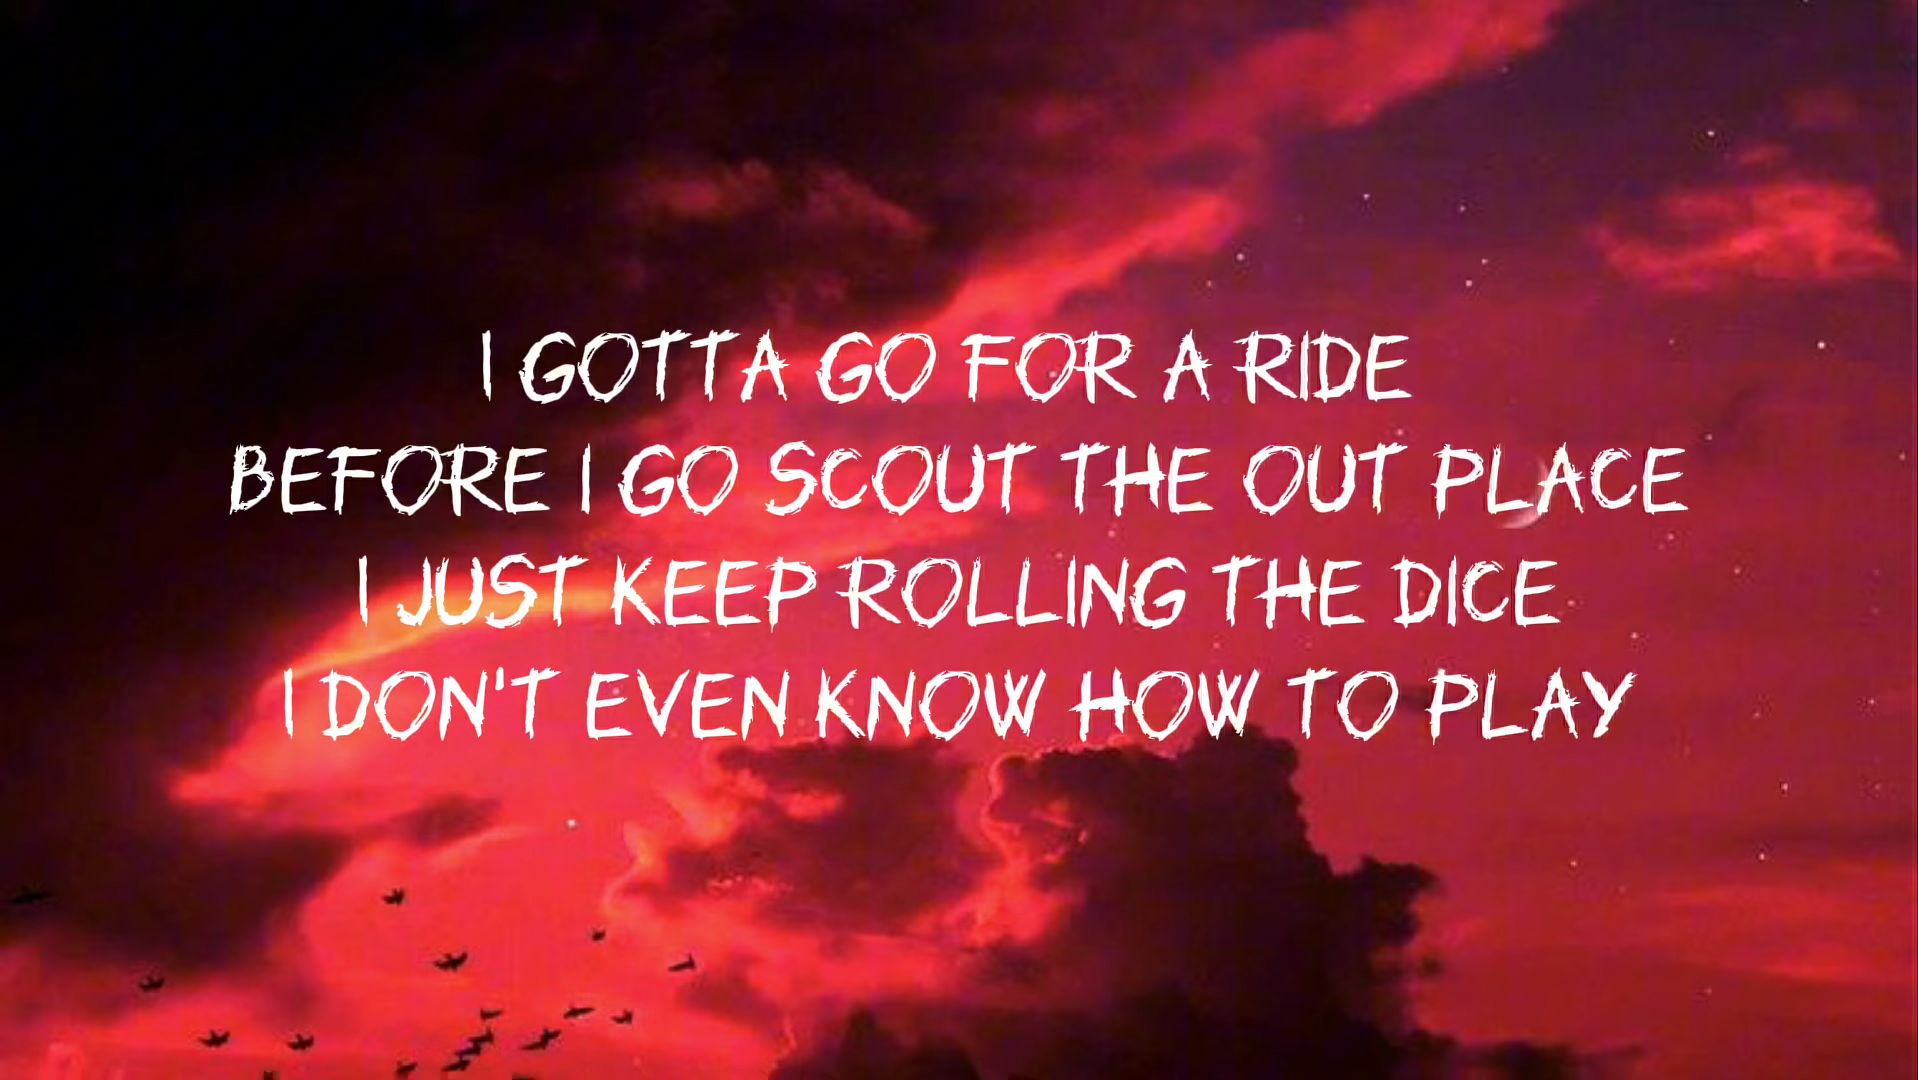 I GOTTA GO FOR A RIDE
BEFORE I GO SCOUT THE OUT PLACE
I JUST KEEP ROLLING THE DICE
I DON'T EVEN KNOW HOW TO PLAY